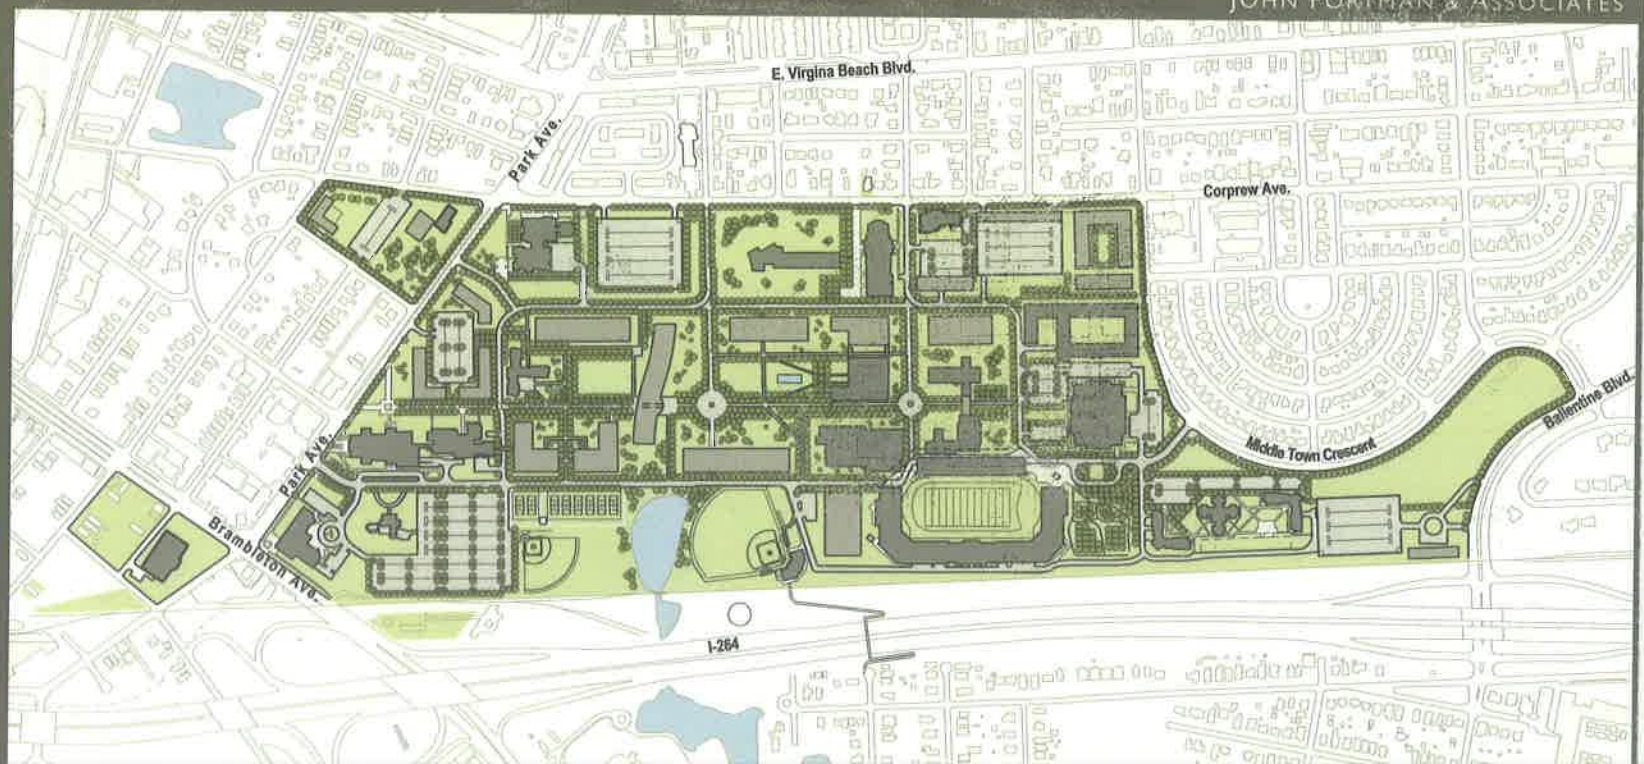 JOHN PORTMAN & ASSOCIATES
E. Virgina Beach Blvd.
Park Ave.
Corprew Ave.
Ballentine Blvd.
Middle Town Crescent
Park Ave.
Brambleton Ave.
I-264